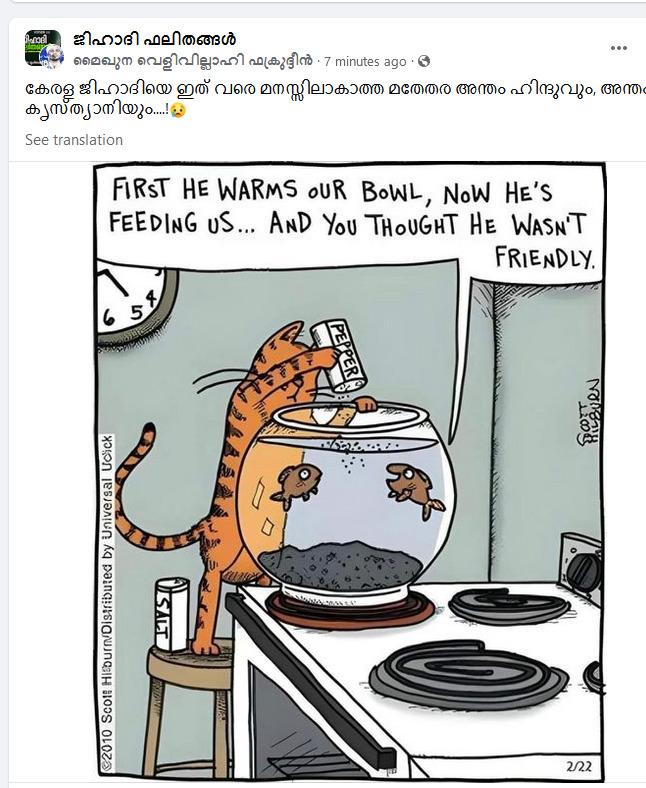 ജിഹാദി ഫലിതങ്ങൾ
മൈഖുന വെളിവില്ലാഹി ഫക്രുദ്ദീൻ · 7 minutes ago ·
കേരള ജിഹാദിയെ ഇത് വരെ മനസ്സിലാകാത്ത മതേതര അന്തം ഹിന്ദുവും, അന്തം
കൃസ്ത്യാനിയും....!😥
See translation
FIRST HE WARMS OUR BOWL, NOW HE'S
FEEDING US... AND YOU THOUGHT HE WASN'T
FRIENDLY.
6 5 4
PEPPER
SCOTT
HILBURN
SALT
©2010 Scott Hilburn/Distributed by Universal Uclick
2/22